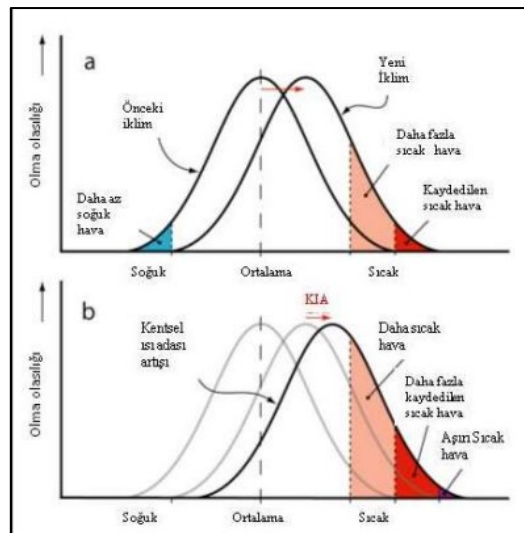 Olma olasılığı
a
Önceki
iklim
Yeni
İklim
Daha fazla
sıcak hava
Kaydedilen
sıcak hava
Daha az
soğuk
hava
Soğuk
Ortalama
Sıcak
Olma olasılığı
b
KIA
Kentsel
ısı adası
artışı
Daha sıcak
hava
Daha fazla
kaydedilen
sıcak hava
Aşırı Sıcak
hava
Soğuk
Ortalama
Sıcak